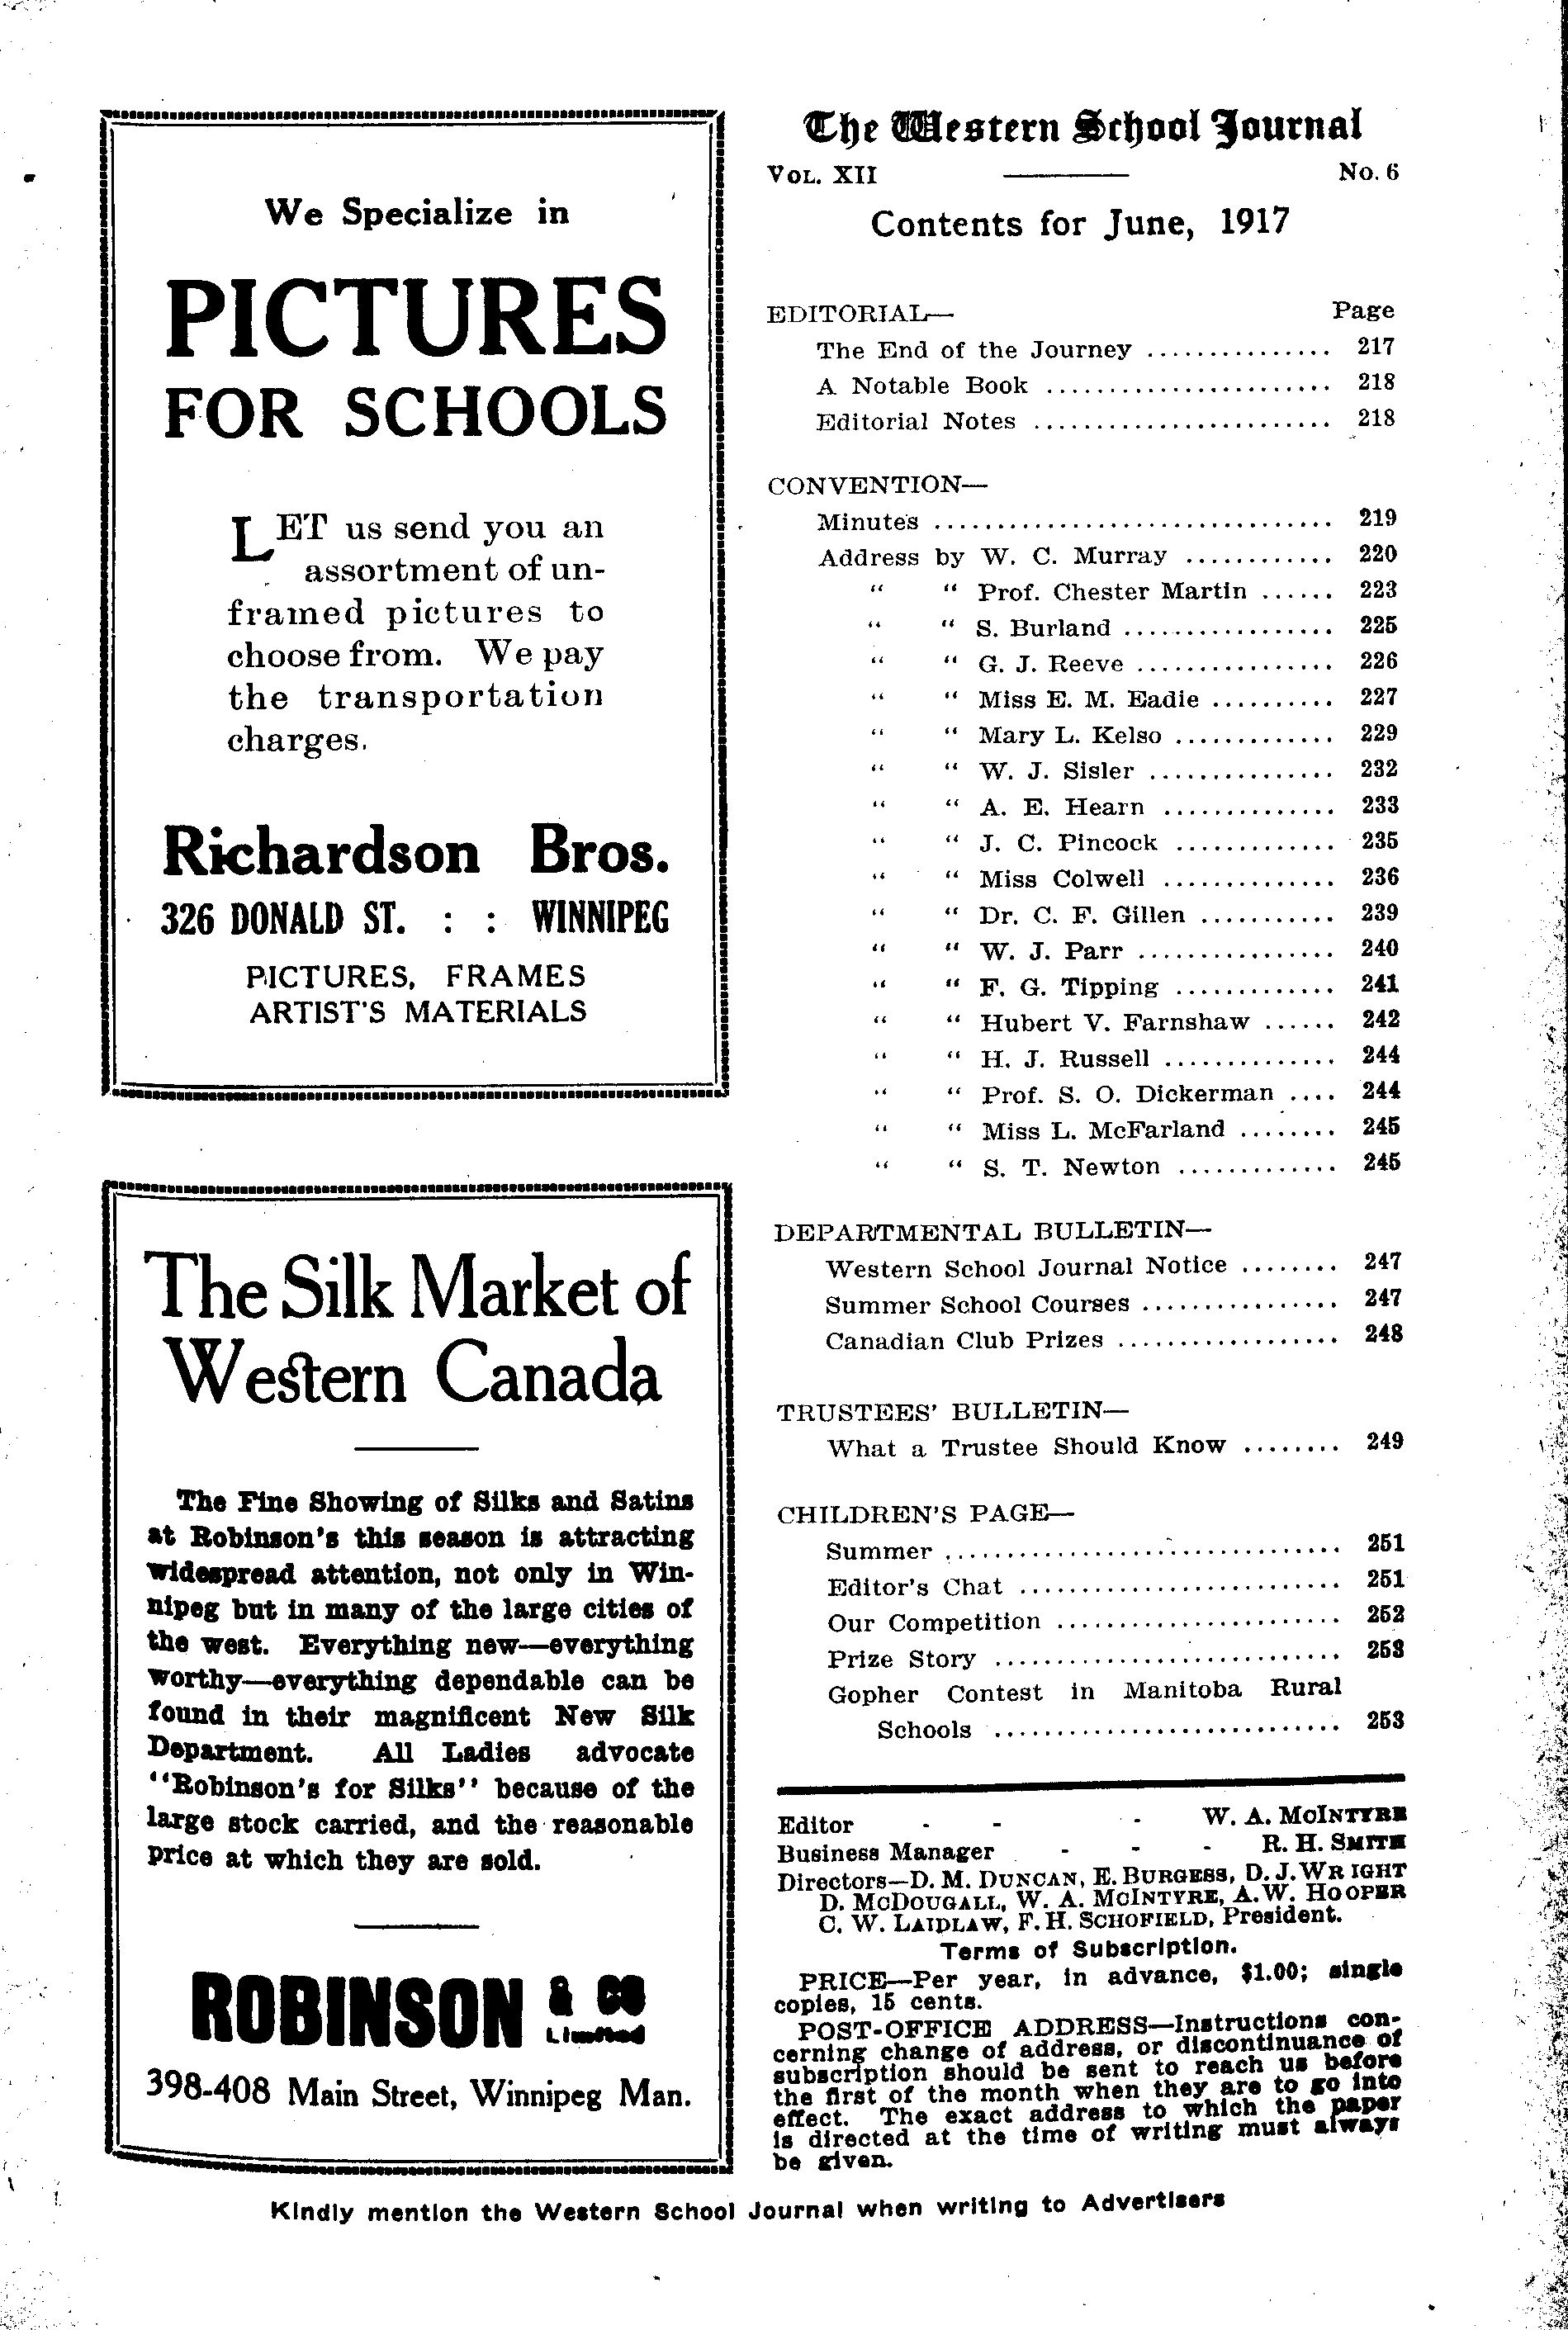 We Specialize in
PICTURES
FOR SCHOOLS
LET us send you an
assortment of un-
framed pictures to
choose from. We pay
the transportation
charges.
Richardson Bros.
326 DONALD ST. : : WINNIPEG
PICTURES, FRAMES
ARTIST'S MATERIALS
The Silk Market of
Western Canada
The Fine Showing of Silks and Satins
at Robinson's this season is attracting
widespread attention, not only in Win-
nipeg but in many of the large cities of
the west. Everything new—everything
worthy—everything dependable can be
found in their magnificent New Silk
Department. All Ladies advocate
"Robinson's for Silks" because of the
large stock carried, and the reasonable
price at which they are sold.
ROBINSON & CO
Limited
398-408 Main Street, Winnipeg Man.
The Western School Journal
VOL. XII No. 6
Contents for June, 1917
EDITORIAL— Page
The End of the Journey ............... 217
A Notable Book ....................... 218
Editorial Notes ........................ 218
CONVENTION—
Minutes ................................ 219
Address by W. C. Murray ............ 220
" " Prof. Chester Martin ...... 223
" " S. Burland ................. 225
" " G. J. Reeve ................ 226
" " Miss E. M. Eadie .......... 227
" " Mary L. Kelso ............. 229
" " W. J. Sisler ............... 232
" " A. E. Hearn .............. 233
" " J. C. Pincock ............. 235
" " Miss Colwell .............. 236
" " Dr. C. F. Gillen ........... 239
" " W. J. Parr ................ 240
" " F. G. Tipping ............. 241
" " Hubert V. Farnshaw ...... 242
" " H. J. Russell .............. 244
" " Prof. S. O. Dickerman .... 244
" " Miss L. McFarland ........ 245
" " S. T. Newton ............. 245
DEPARTMENTAL BULLETIN—
Western School Journal Notice ........ 247
Summer School Courses ................ 247
Canadian Club Prizes .................. 248
TRUSTEES' BULLETIN—
What a Trustee Should Know ........ 249
CHILDREN'S PAGE—
Summer ................................ 251
Editor's Chat .......................... 251
Our Competition ....................... 252
Prize Story ............................ 253
Gopher Contest in Manitoba Rural
Schools ............................ 253
Editor - - - W. A. MCINTYRE
Business Manager - - - R. H. SMITH
Directors—D. M. DUNCAN, E. BURGESS, D. J. WRIGHT
D. MCDOUGALL, W. A. MCINTYRE, A. W. HOOPER
C. W. LAIDLAW, F. H. SCHOFIELD, President.
Terms of Subscription.
PRICE—Per year, in advance, $1.00; single
copies, 15 cents.
POST-OFFICE ADDRESS—Instructions con-
cerning change of address, or discontinuance of
subscription should be sent to reach us before
the first of the month when they are to go into
effect. The exact address to which the paper
is directed at the time of writing must always
be given.
Kindly mention the Western School Journal when writing to Advertisers